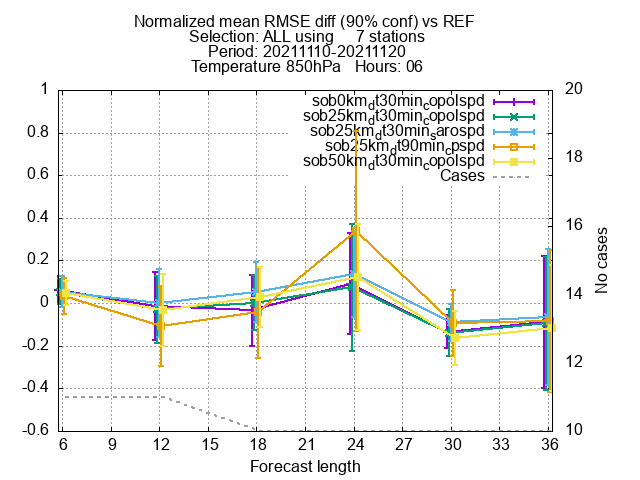 Normalized mean RMSE diff (90% conf) vs REF
Selection: ALL using 7 stations
Period: 20211110-20211120
Temperature 850hPa Hours: 06
sob0km_dt30min_copolspd
sob25km_dt30min_copolspd
sob25km_dt30min_sarospd
sob25km_dt90min_cpspd
sob50km_dt30min_copolspd
Cases
1
0.8
0.6
0.4
0.2
0
-0.2
-0.4
-0.6
20
18
16
14
12
10
No cases
6 9 12 15 18 21 24 27 30 33 36
Forecast length